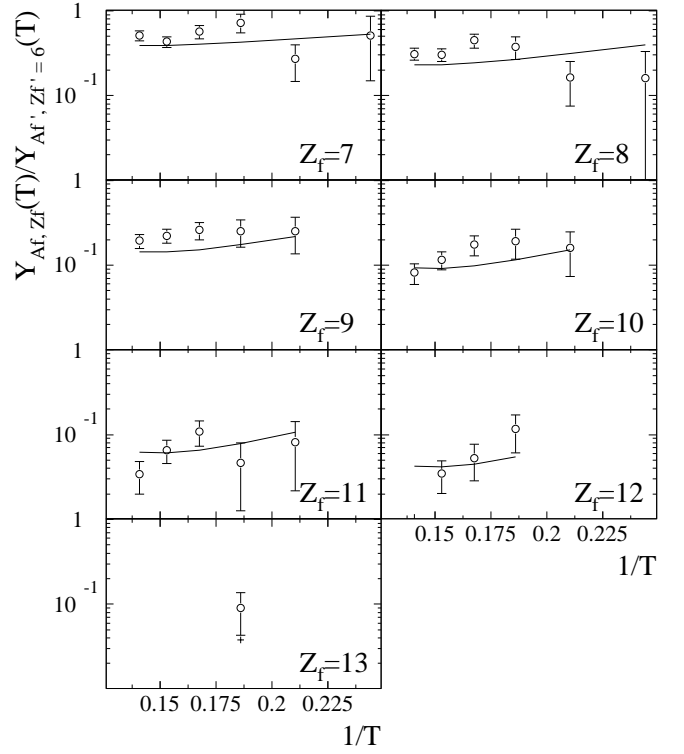 Y_{Af,Zf}(T)/Y_{Af',Zf'=6}(T)
1
10^{-1}
Z_f=7
Z_f=8
1
10^{-1}
Z_f=9
Z_f=10
1
10^{-1}
Z_f=11
Z_f=12
1
0.15 0.175 0.2 0.225
1/T
10^{-1}
Z_f=13
0.15 0.175 0.2 0.225
1/T